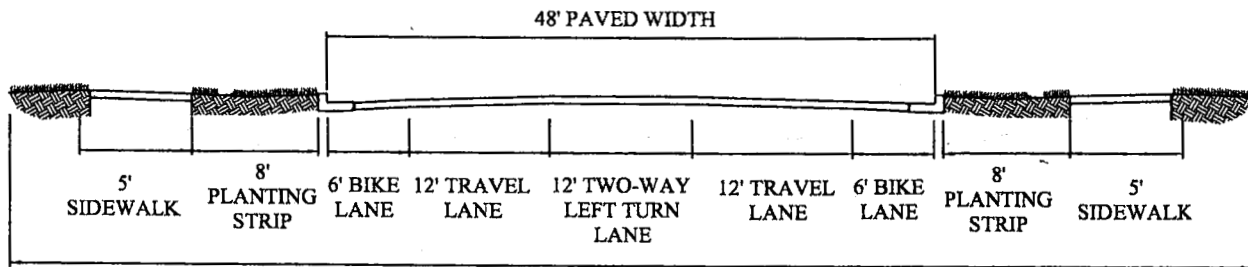 48' PAVED WIDTH
5'
SIDEWALK
8'
PLANTING
STRIP
6' BIKE
LANE
12' TRAVEL
LANE
12' TWO-WAY
LEFT TURN
LANE
12' TRAVEL
LANE
6' BIKE
LANE
8'
PLANTING
STRIP
5'
SIDEWALK